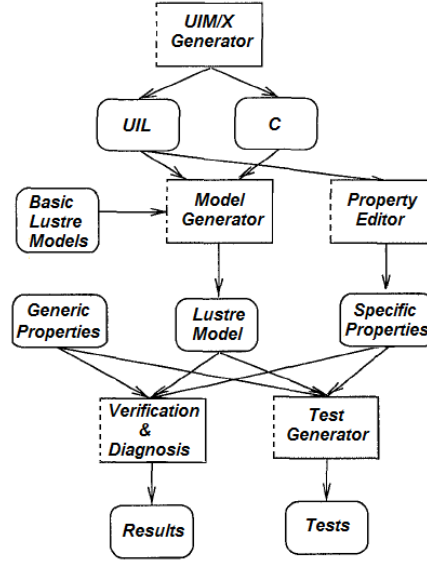 UIM/X
Generator
UIL
C
Basic
Lustre
Models
Model
Generator
Property
Editor
Generic
Properties
Lustre
Model
Specific
Properties
Verification
&
Diagnosis
Test
Generator
Results
Tests